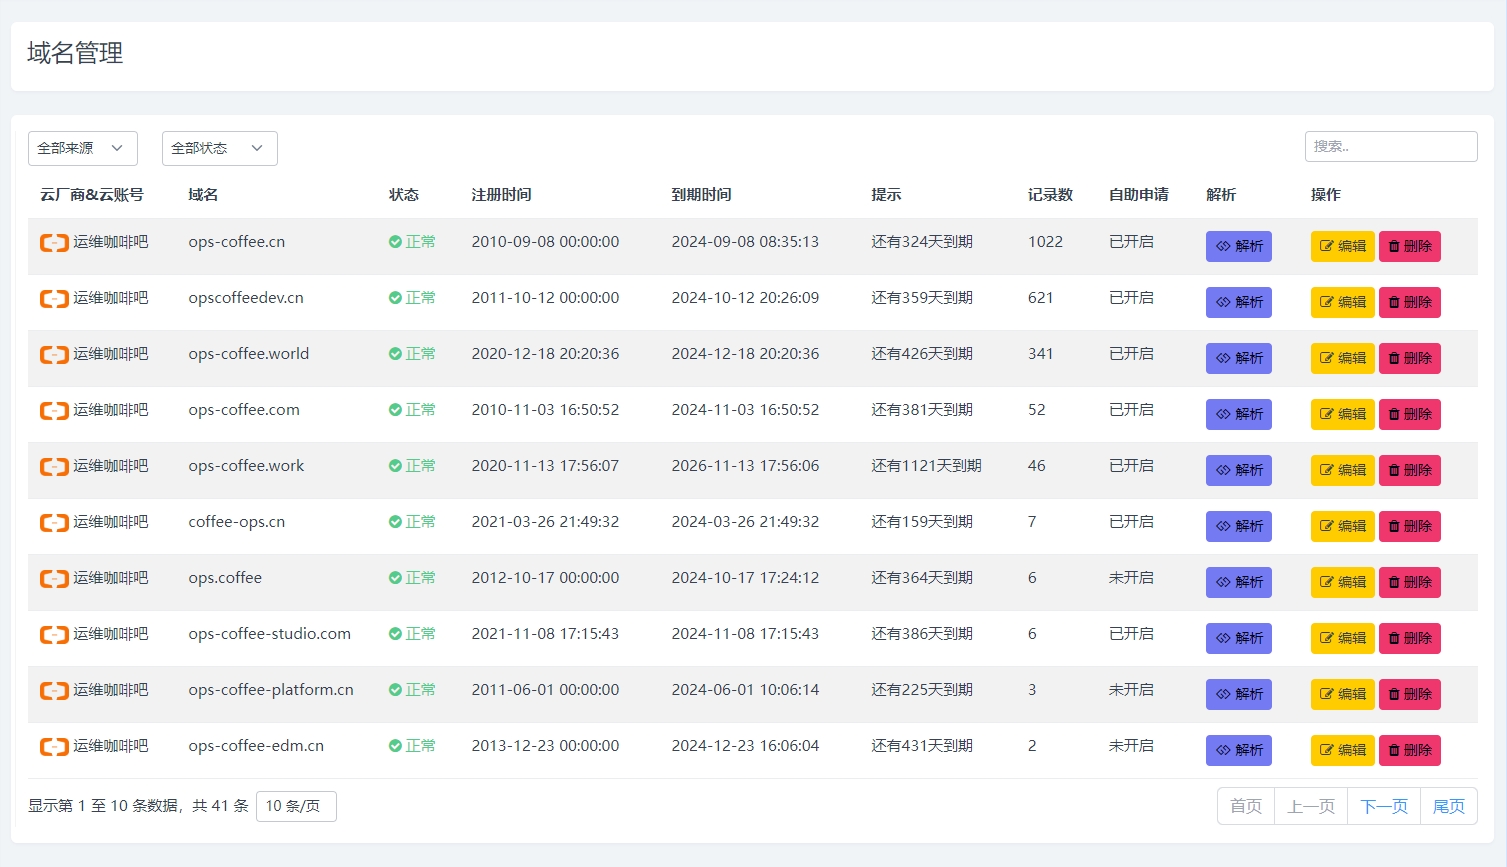 域名管理
全部来源 全部状态 搜索..
云厂商&云账号 域名 状态 注册时间 到期时间 提示 记录数 自助申请 解析 操作
运维咖啡吧 ops-coffee.cn 正常 2010-09-08 00:00:00 2024-09-08 08:35:13 还有324天到期 1022 已开启 解析 编辑 删除
运维咖啡吧 opscoffeedev.cn 正常 2011-10-12 00:00:00 2024-10-12 20:26:09 还有359天到期 621 已开启 解析 编辑 删除
运维咖啡吧 ops-coffee.world 正常 2020-12-18 20:20:36 2024-12-18 20:20:36 还有426天到期 341 已开启 解析 编辑 删除
运维咖啡吧 ops-coffee.com 正常 2010-11-03 16:50:52 2024-11-03 16:50:52 还有381天到期 52 已开启 解析 编辑 删除
运维咖啡吧 ops-coffee.work 正常 2020-11-13 17:56:07 2026-11-13 17:56:06 还有1121天到期 46 已开启 解析 编辑 删除
运维咖啡吧 coffee-ops.cn 正常 2021-03-26 21:49:32 2024-03-26 21:49:32 还有159天到期 7 已开启 解析 编辑 删除
运维咖啡吧 ops.coffee 正常 2012-10-17 00:00:00 2024-10-17 17:24:12 还有364天到期 6 未开启 解析 编辑 删除
运维咖啡吧 ops-coffee-studio.com 正常 2021-11-08 17:15:43 2024-11-08 17:15:43 还有386天到期 6 已开启 解析 编辑 删除
运维咖啡吧 ops-coffee-platform.cn 正常 2011-06-01 00:00:00 2024-06-01 10:06:14 还有225天到期 3 未开启 解析 编辑 删除
运维咖啡吧 ops-coffee-edm.cn 正常 2013-12-23 00:00:00 2024-12-23 16:06:04 还有431天到期 2 未开启 解析 编辑 删除
显示第 1 至 10 条数据，共 41 条 10 条/页 首页 上一页 下一页 尾页